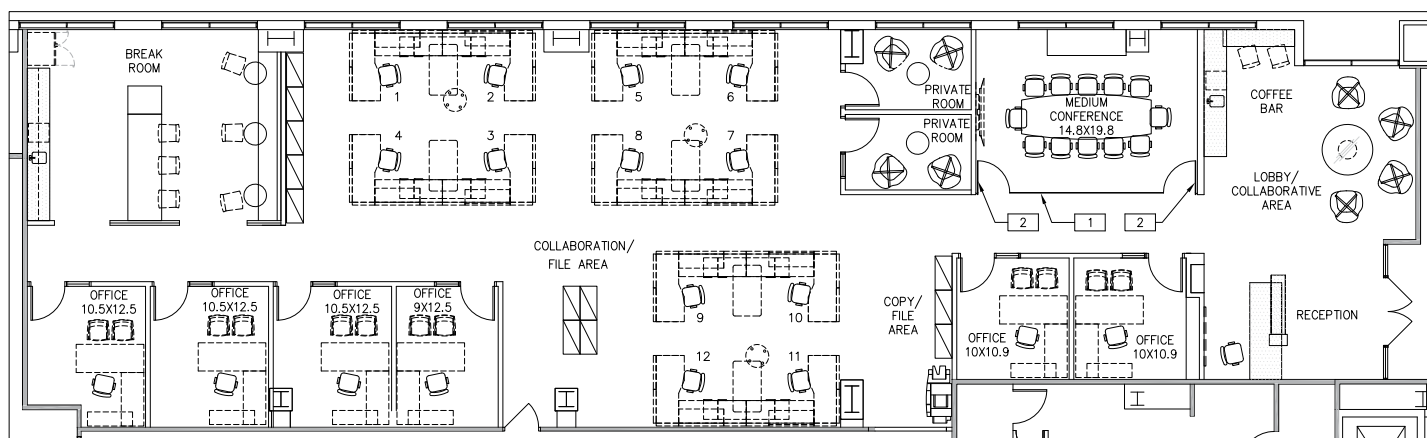 BREAK
ROOM
1
2
4
3
5
6
8
7
PRIVATE
ROOM
PRIVATE
ROOM
MEDIUM
CONFERENCE
14.8X19.8
COFFEE
BAR
LOBBY/
COLLABORATIVE
AREA
2
1
2
COLLABORATION/
FILE AREA
OFFICE
10.5X12.5
OFFICE
10.5X12.5
OFFICE
10.5X12.5
OFFICE
9X12.5
9
10
12
11
COPY/
FILE
AREA
OFFICE
10X10.9
OFFICE
10X10.9
RECEPTION